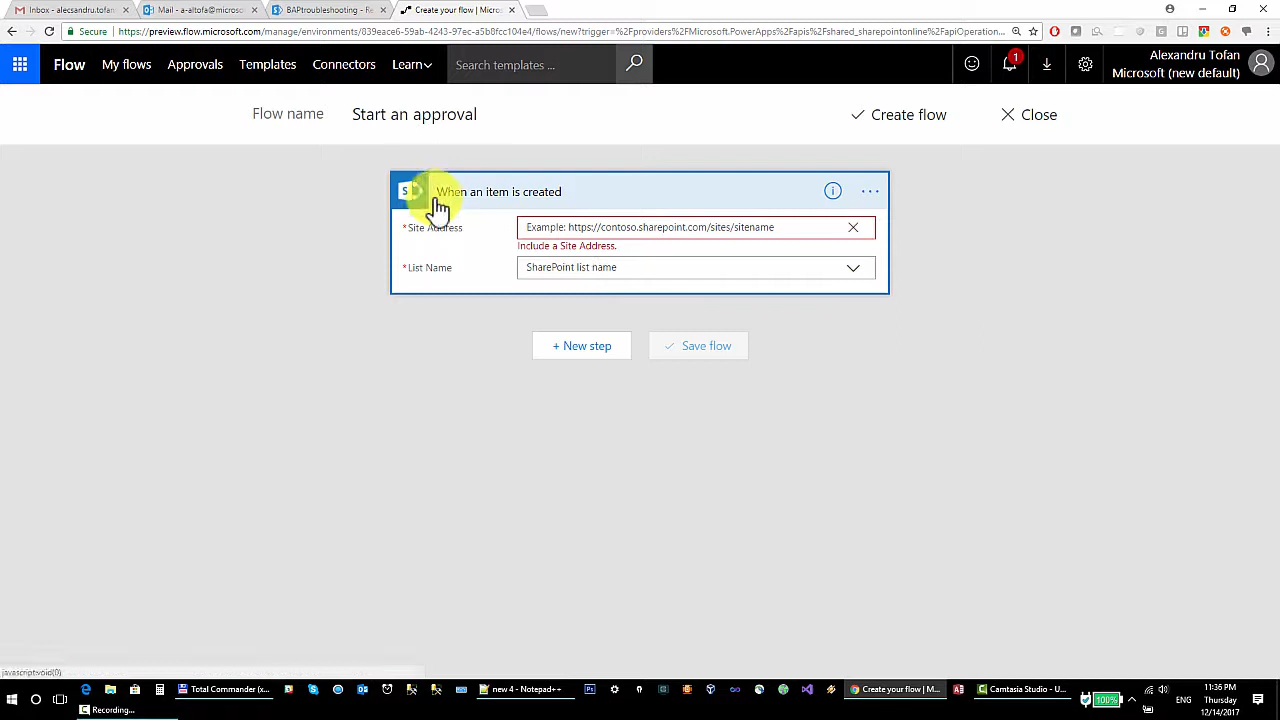 Inbox - alecsandru.tofan
Mail - a-altofa@microso
BAPtroubleshooting - Re
Create your flow | Micros
Secure
https://preview.flow.microsoft.com/manage/environments/839eace6-59ab-4243-97ec-a5b8fcc104e4/flows/new?trigger=%2Fproviders%2FMicrosoft.PowerApps%2Fapis%2Fshared_sharepointonline%2FapiOperation...
Flow
My flows
Approvals
Templates
Connectors
Learn
Search templates ...
1
Alexandru Tofan
Microsoft (new default)
Flow name
Start an approval
Create flow
Close
S
When an item is created
*Site Address
Example: https://contoso.sharepoint.com/sites/sitename
Include a Site Address.
*List Name
SharePoint list name
+ New step
Save flow
javascript:void(0)
Total Commander (x...
new 4 - Notepad++
Create your flow | M...
Camtasia Studio - U...
100%
ENG
11:36 PM
Thursday
12/14/2017
Recording...